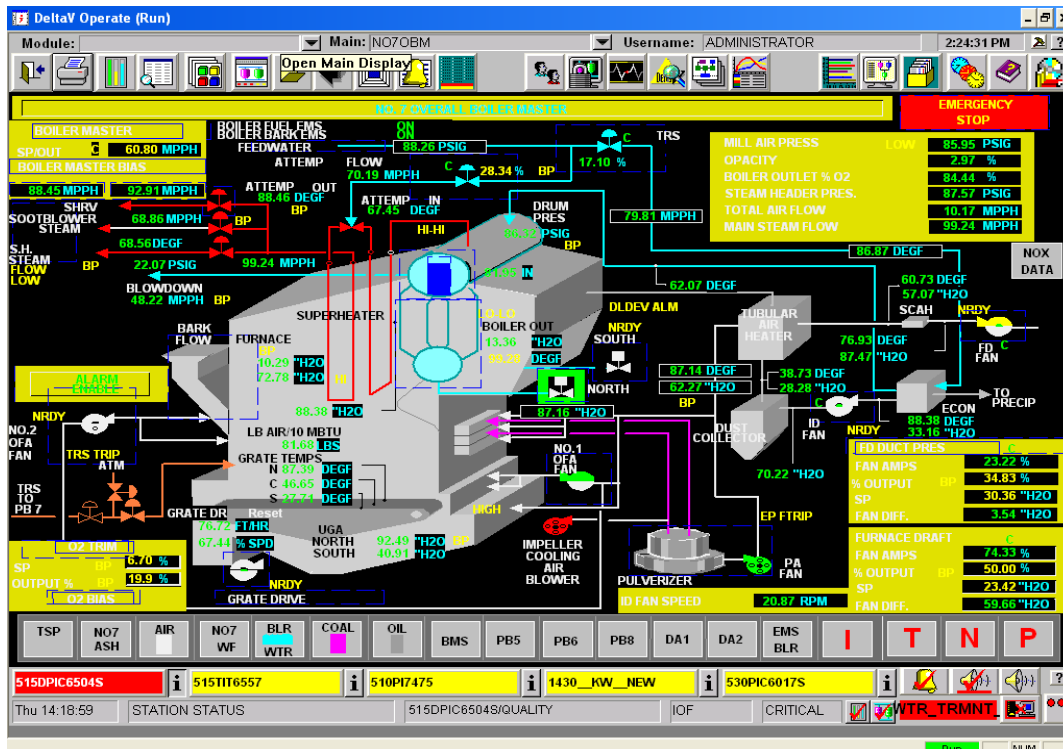 DeltaV Operate (Run)
Module: Main: NO7OBM Username: ADMINISTRATOR 2:24:31 PM
Open Main Display
NO. 7 OVERALL BOILER MASTER
EMERGENCY STOP
BOILER MASTER
SP/OUT C 60.80 MPPH
BOILER MASTER BIAS
88.45 MPPH 92.91 MPPH
BOILER FUEL EMS ON
BOILER BARK EMS ON
FEEDWATER 88.26 PSIG
ATTEMP FLOW
70.19 MPPH
C 28.34 % BP
C TRS
17.10 %
MILL AIR PRESS LOW 85.95 PSIG
OPACITY 2.97 %
BOILER OUTLET % O2 84.44 %
STEAM HEADER PRES. 87.57 PSIG
TOTAL AIR FLOW 10.17 MPPH
MAIN STEAM FLOW 99.24 MPPH
ATTEMP OUT
88.46 DEGF
BP
ATTEMP IN
67.45 DEGF
HI-HI
DRUM PRES
PSIG
BP
IN
79.81 MPPH
86.87 DEGF
NOX DATA
SHRV
SOOTBLOWER 68.86 MPPH BP
STEAM
68.56 DEGF
S.H. STEAM FLOW LOW
BP
22.07 PSIG
99.24 MPPH
BLOWDOWN
48.22 MPPH BP
62.07 DEGF
60.73 DEGF
57.07 "H2O
SCAH
NRDY
FD FAN
C
76.93 DEGF
87.47 "H2O
TUBULAR AIR HEATER
SUPERHEATER
LO-LO
BOILER OUT
13.36 "H2O
99.28 DEGF
DLDEV ALM
NRDY
SOUTH
NORTH
87.16 "H2O
87.14 DEGF
62.27 "H2O
BP
38.73 DEGF
28.28 "H2O
BARK FLOW
FURNACE
BP
10.29 "H2O
72.78 "H2O HI
88.38 "H2O
ALARM ENABLE
NRDY
NO.2 OFA FAN
TRS TRIP
ATM
TRS TO PB 7
LB AIR/10 MBTU
81.68 LBS
GRATE TEMPS
N 87.39 DEGF
C 46.65 DEGF
S 27.71 DEGF
NO.1 OFA FAN
DUST COLLECTOR
C
ID FAN
NRDY
ECON
TO PRECIP
88.38 DEGF
33.16 "H2O
70.22 "H2O
GRATE DR Reset
76.72 FT/HR
67.44 % SPD
UGA
NORTH 92.49 "H2O BP
SOUTH 40.91 "H2O
HIGH
IMPELLER COOLING AIR BLOWER
EP FTRIP
PULVERIZER
PA FAN
FD DUCT PRES C
FAN AMPS 23.22 %
% OUTPUT BP 34.83 %
SP 30.36 "H2O
FAN DIFF. 3.54 "H2O
FURNACE DRAFT C
FAN AMPS 74.33 %
% OUTPUT BP 50.00 %
SP 23.42 "H2O
FAN DIFF. 59.66 "H2O
O2 TRIM
SP BP 6.70 %
OUTPUT % BP 19.9 %
O2 BIAS
NRDY
GRATE DRIVE
ID FAN SPEED 20.87 RPM
TSP
NO7 ASH
AIR
NO7 WF
BLR WTR
COAL
OIL
BMS
PB5
PB6
PB8
DA1
DA2
EMS BLR
I
T
N
P
515DPIC6504S 515TIT6557 510PI7475 1430__KW__NEW 530PIC6017S
Thu 14:18:59 STATION STATUS 515DPIC6504S/QUALITY IOF CRITICAL WTR_TRMNT_
Run NUM